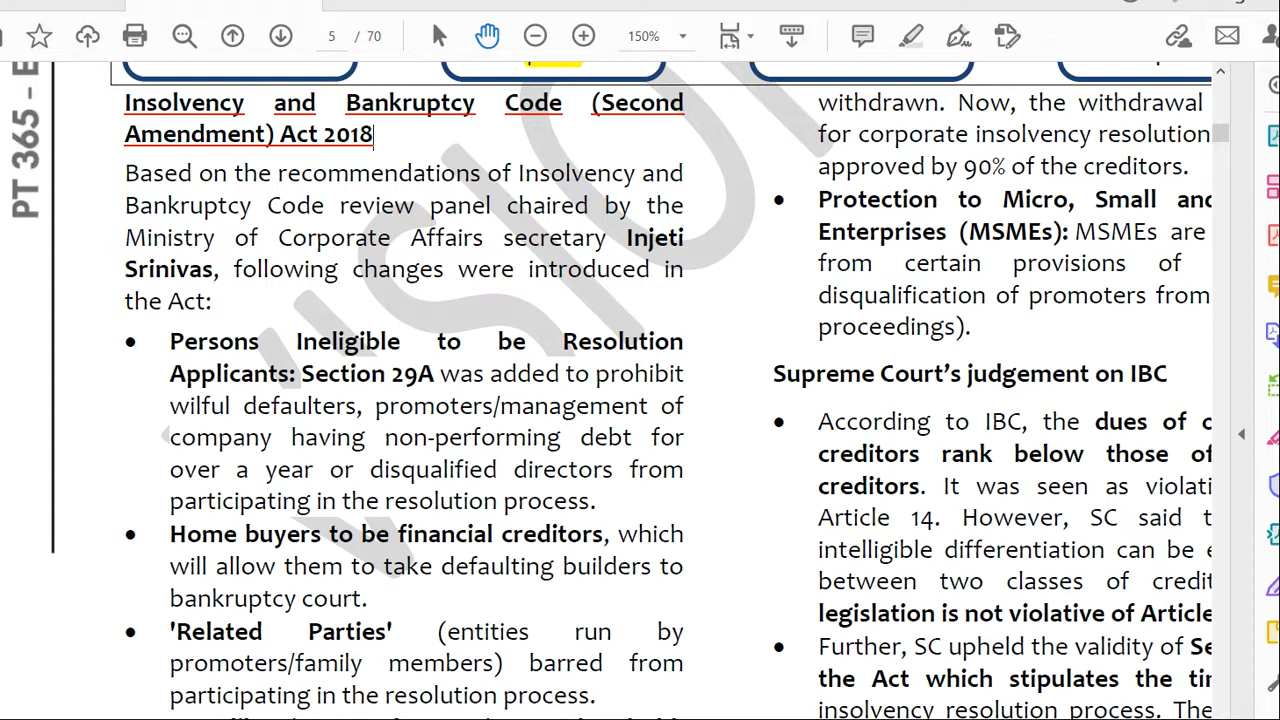 5 / 70
150%
PT 365 - E
Insolvency and Bankruptcy Code (Second
Amendment) Act 2018
Based on the recommendations of Insolvency and
Bankruptcy Code review panel chaired by the
Ministry of Corporate Affairs secretary Injeti
Srinivas, following changes were introduced in
the Act:
• Persons Ineligible to be Resolution
Applicants: Section 29A was added to prohibit
wilful defaulters, promoters/management of
company having non-performing debt for
over a year or disqualified directors from
participating in the resolution process.
• Home buyers to be financial creditors, which
will allow them to take defaulting builders to
bankruptcy court.
• 'Related Parties' (entities run by
promoters/family members) barred from
participating in the resolution process.
withdrawn. Now, the withdrawal
for corporate insolvency resolution
approved by 90% of the creditors.
• Protection to Micro, Small and
Enterprises (MSMEs): MSMEs are
from certain provisions of
disqualification of promoters from
proceedings).
Supreme Court's judgement on IBC
• According to IBC, the dues of
creditors rank below those of
creditors. It was seen as violati
Article 14. However, SC said
intelligible differentiation can be
between two classes of credit
legislation is not violative of Article
• Further, SC upheld the validity of Se
the Act which stipulates the ti
insolvency resolution process. The
VISIO